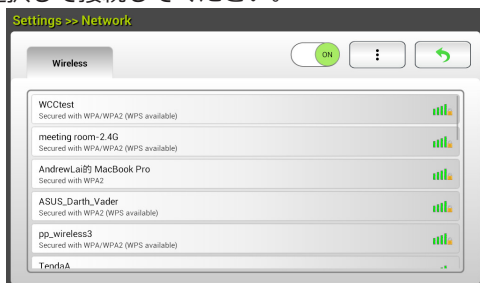 Settings >> Network
Wireless
ON
WCCtest
Secured with WPA/WPA2 (WPS available)
meeting room-2.4G
Secured with WPA/WPA2 (WPS available)
AndrewLai的 MacBook Pro
Secured with WPA2
ASUS_Darth_Vader
Secured with WPA2 (WPS available)
pp_wireless3
Secured with WPA/WPA2 (WPS available)
TendaA